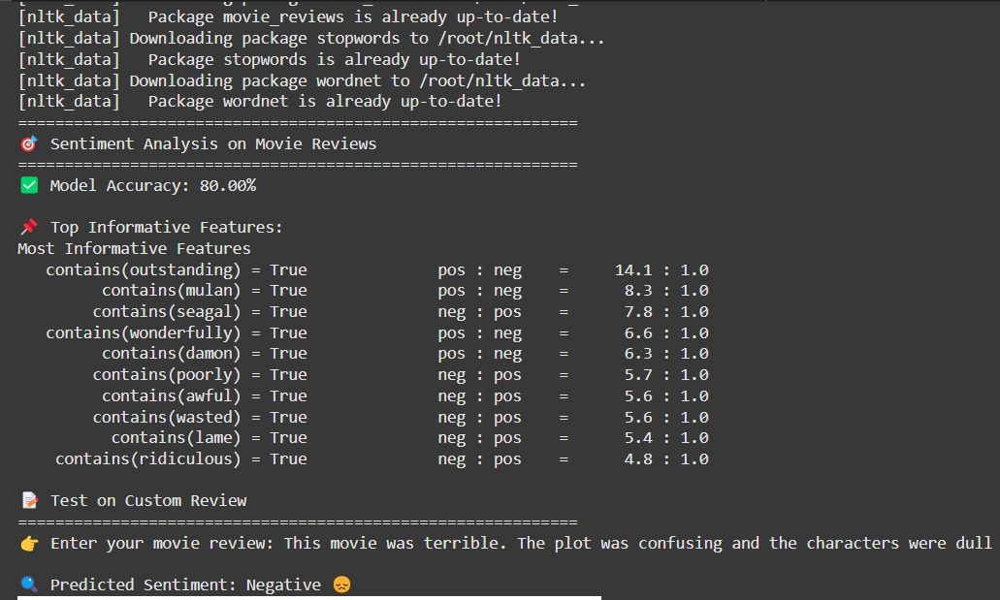 [nltk_data]   Package movie_reviews is already up-to-date!
[nltk_data] Downloading package stopwords to /root/nltk_data...
[nltk_data]   Package stopwords is already up-to-date!
[nltk_data] Downloading package wordnet to /root/nltk_data...
[nltk_data]   Package wordnet is already up-to-date!
============================================================
🎯 Sentiment Analysis on Movie Reviews
============================================================
✅ Model Accuracy: 80.00%
📌 Top Informative Features:
Most Informative Features
contains(outstanding) = True              pos : neg    =     14.1 : 1.0
contains(mulan) = True              pos : neg    =      8.3 : 1.0
contains(seagal) = True              neg : pos    =      7.8 : 1.0
contains(wonderfully) = True              pos : neg    =      6.6 : 1.0
contains(damon) = True              pos : neg    =      6.3 : 1.0
contains(poorly) = True              neg : pos    =      5.7 : 1.0
contains(awful) = True              neg : pos    =      5.6 : 1.0
contains(wasted) = True              neg : pos    =      5.6 : 1.0
contains(lame) = True              neg : pos    =      5.4 : 1.0
contains(ridiculous) = True              neg : pos    =      4.8 : 1.0
📝 Test on Custom Review
============================================================
👉 Enter your movie review: This movie was terrible. The plot was confusing and the characters were dull
🔍 Predicted Sentiment: Negative 😞